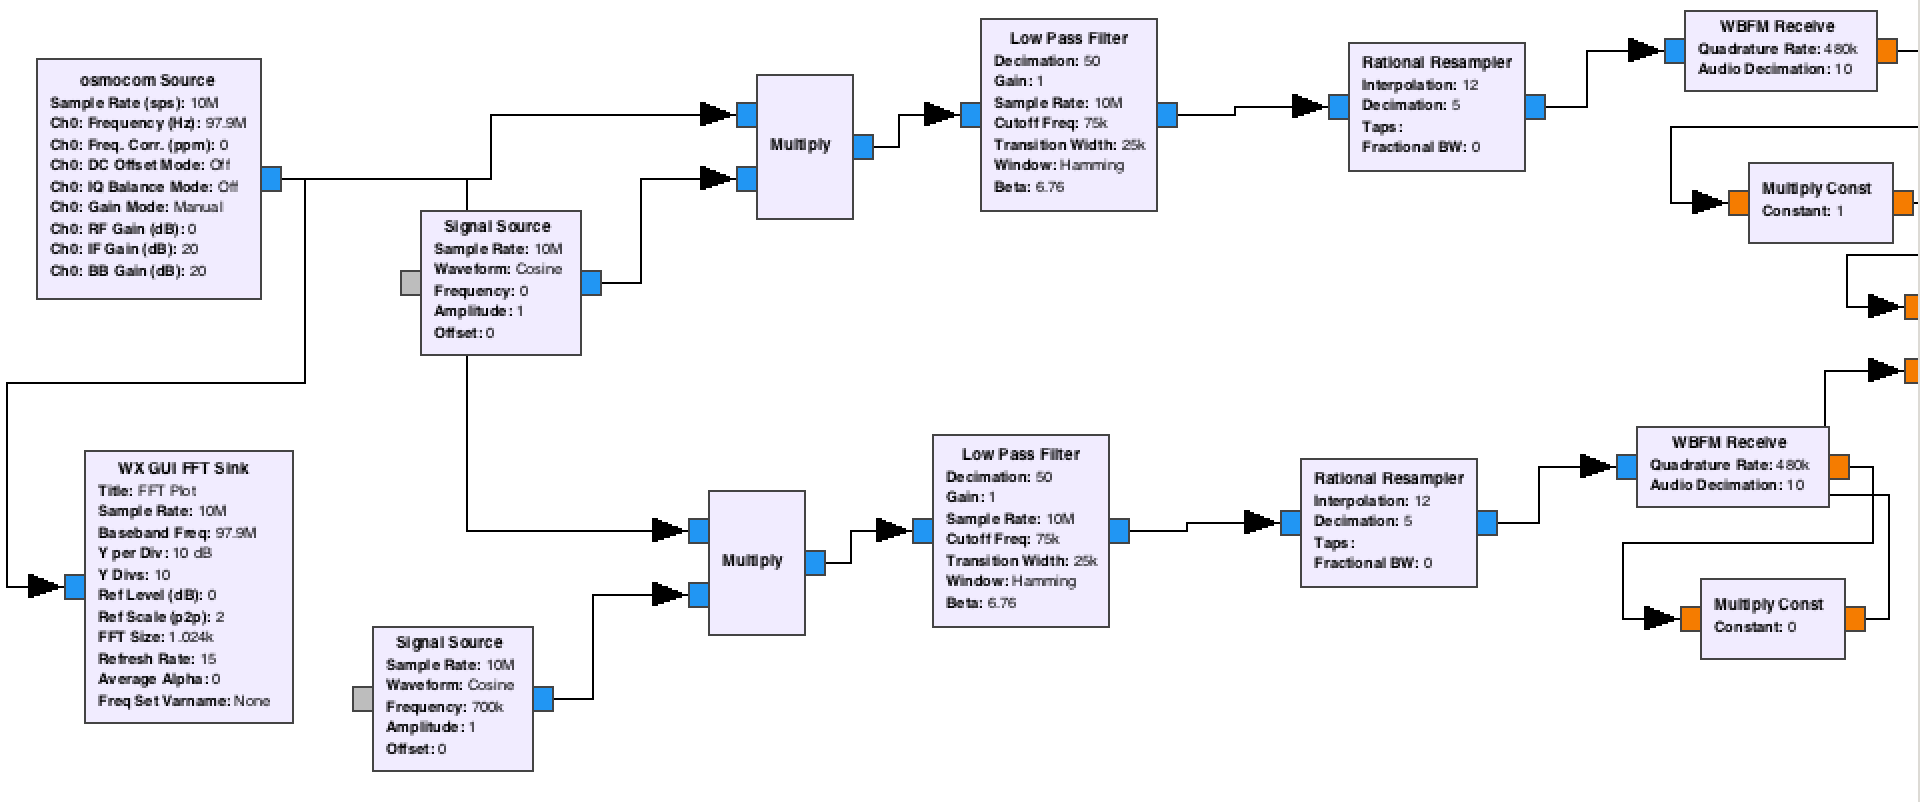 osmocom Source
Sample Rate (sps): 10M
Ch0: Frequency (Hz): 97.9M
Ch0: Freq. Corr. (ppm): 0
Ch0: DC Offset Mode: Off
Ch0: IQ Balance Mode: Off
Ch0: Gain Mode: Manual
Ch0: RF Gain (dB): 0
Ch0: IF Gain (dB): 20
Ch0: BB Gain (dB): 20
Signal Source
Sample Rate: 10M
Waveform: Cosine
Frequency: 0
Amplitude: 1
Offset: 0
Multiply
Low Pass Filter
Decimation: 50
Gain: 1
Sample Rate: 10M
Cutoff Freq: 75k
Transition Width: 25k
Window: Hamming
Beta: 6.76
Rational Resampler
Interpolation: 12
Decimation: 5
Taps:
Fractional BW: 0
WBFM Receive
Quadrature Rate: 480k
Audio Decimation: 10
Multiply Const
Constant: 1
WX GUI FFT Sink
Title: FFT Plot
Sample Rate: 10M
Baseband Freq: 97.9M
Y per Div: 10 dB
Y Divs: 10
Ref Level (dB): 0
Ref Scale (p2p): 2
FFT Size: 1.024k
Refresh Rate: 15
Average Alpha: 0
Freq Set Varname: None
Signal Source
Sample Rate: 10M
Waveform: Cosine
Frequency: 700k
Amplitude: 1
Offset: 0
Multiply
Low Pass Filter
Decimation: 50
Gain: 1
Sample Rate: 10M
Cutoff Freq: 75k
Transition Width: 25k
Window: Hamming
Beta: 6.76
Rational Resampler
Interpolation: 12
Decimation: 5
Taps:
Fractional BW: 0
WBFM Receive
Quadrature Rate: 480k
Audio Decimation: 10
Multiply Const
Constant: 0